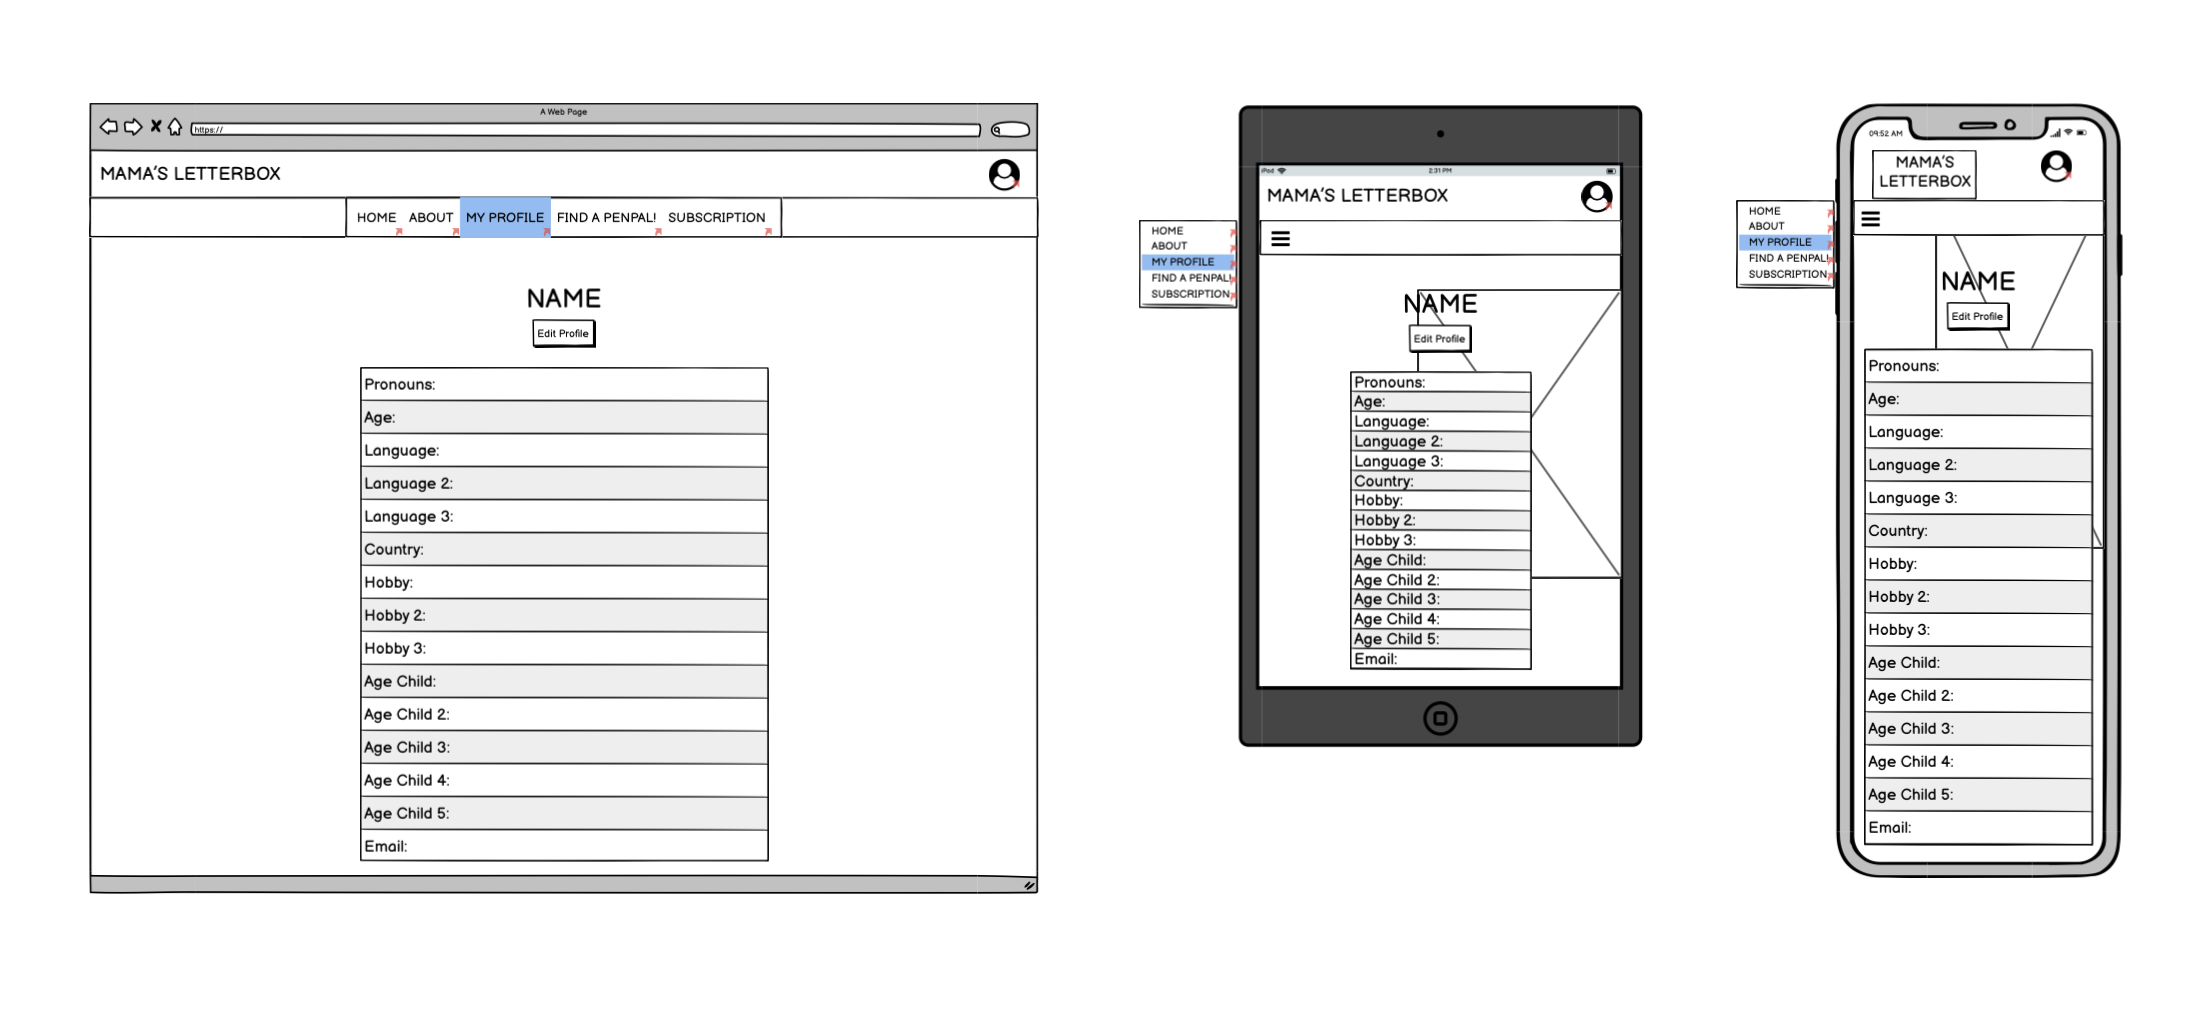 A Web Page
https://
MAMA'S LETTERBOX
HOME ABOUT MY PROFILE FIND A PENPAL! SUBSCRIPTION
NAME
Edit Profile
Pronouns:
Age:
Language:
Language 2:
Language 3:
Country:
Hobby:
Hobby 2:
Hobby 3:
Age Child:
Age Child 2:
Age Child 3:
Age Child 4:
Age Child 5:
Email:
HOME
ABOUT
MY PROFILE
FIND A PENPAL!
SUBSCRIPTION
iPod 2:31 PM
MAMA'S LETTERBOX
NAME
Edit Profile
Pronouns:
Age:
Language:
Language 2:
Language 3:
Country:
Hobby:
Hobby 2:
Hobby 3:
Age Child:
Age Child 2:
Age Child 3:
Age Child 4:
Age Child 5:
Email:
HOME
ABOUT
MY PROFILE
FIND A PENPAL!
SUBSCRIPTION
09:52 AM
MAMA'S
LETTERBOX
NAME
Edit Profile
Pronouns:
Age:
Language:
Language 2:
Language 3:
Country:
Hobby:
Hobby 2:
Hobby 3:
Age Child:
Age Child 2:
Age Child 3:
Age Child 4:
Age Child 5:
Email: